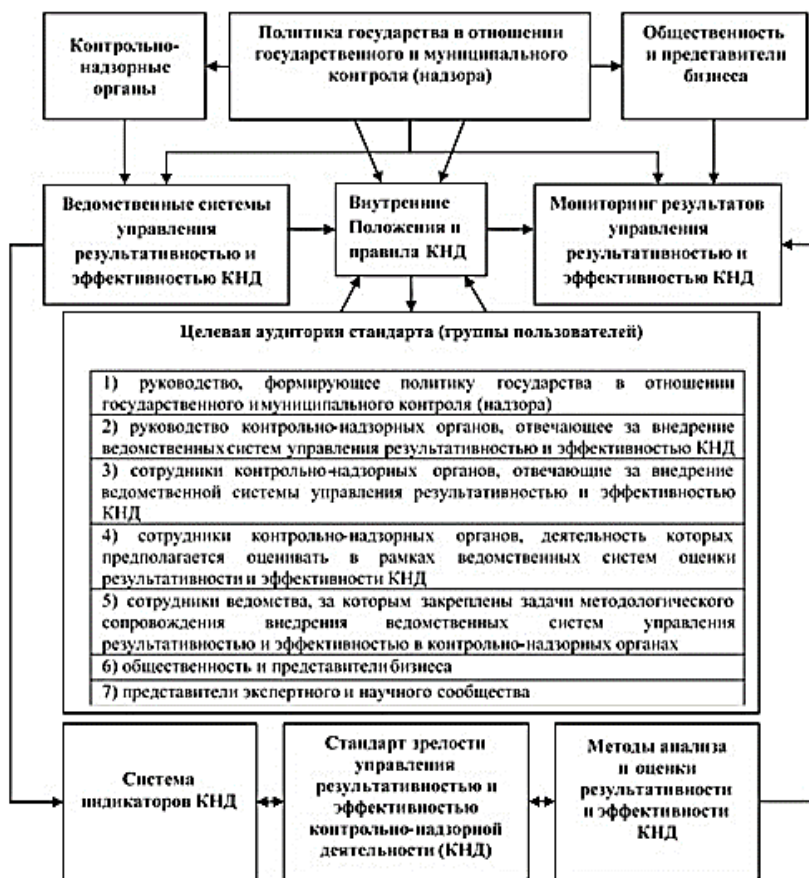 Контрольно-
надзорные
органы
Политика государства в отношении
государственного и муниципального
контроля (надзора)
Общественность
и представители
бизнеса
Ведомственные системы
управления
результативностью и
эффективностью КНД
Внутренние
Положения и
правила КНД
Мониторинг результатов
управления
результативностью и
эффективностью КНД
Целевая аудитория стандарта (группы пользователей)
1) руководство, формирующее политику государства в отношении
государственного и муниципального контроля (надзора)
2) руководство контрольно-надзорных органов, отвечающее за внедрение
ведомственных систем управления результативностью и эффективностью КНД
3) сотрудники контрольно-надзорных органов, отвечающие за внедрение
ведомственной системы управления результативностью и эффективностью
КНД
4) сотрудники контрольно-надзорных органов, деятельность которых
предполагается оценивать в рамках ведомственных систем оценки
результативности и эффективности КНД
5) сотрудники ведомства, за которым закреплены задачи методологического
сопровождения внедрения ведомственных систем управления
результативностью и эффективностью в контрольно-надзорных органах
6) общественность и представители бизнеса
7) представители экспертного и научного сообщества
Система
индикаторов КНД
Стандарт зрелости
управления
результативностью и
эффективностью
контрольно-надзорной
деятельности (КНД)
Методы анализа
и оценки
результативности
и эффективности
КНД